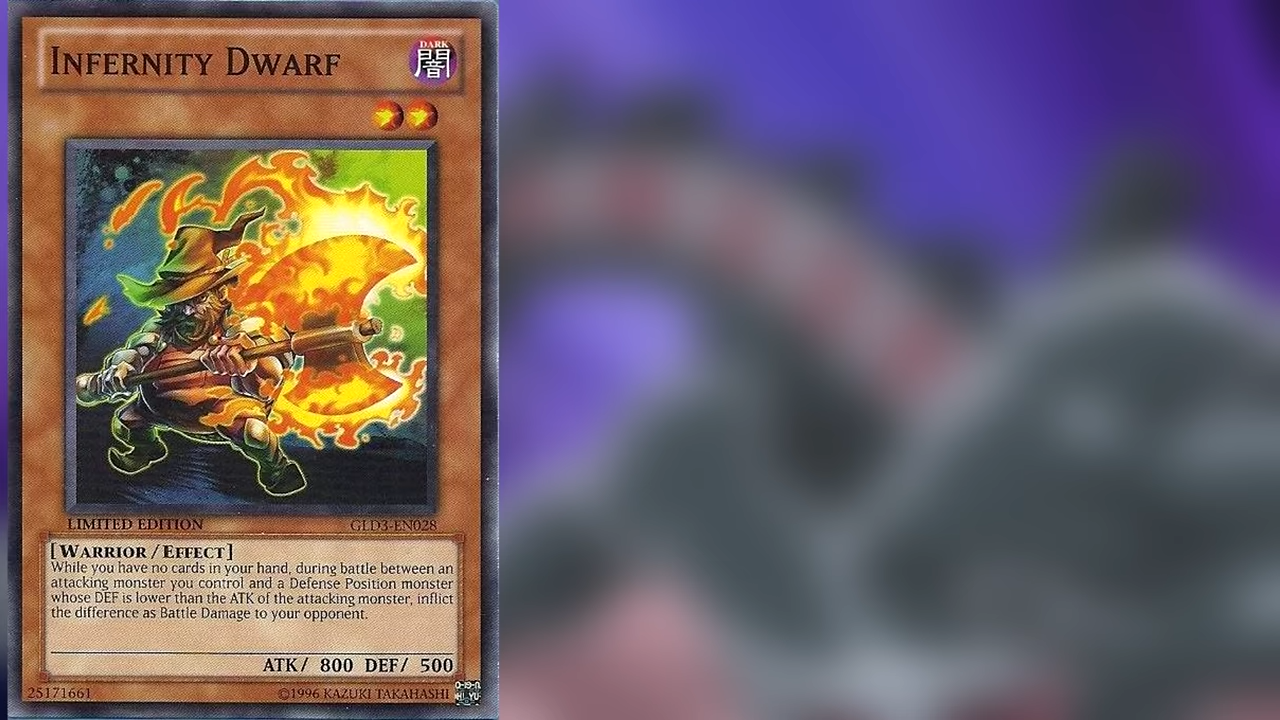 INFERNITY DWARF
DARK
闇
LIMITED EDITION
GLD3-EN028
[WARRIOR/EFFECT]
While you have no cards in your hand, during battle between an
attacking monster you control and a Defense Position monster
whose DEF is lower than the ATK of the attacking monster, inflict
the difference as Battle Damage to your opponent.
ATK/ 800 DEF/ 500
25171661
©1996 KAZUKI TAKAHASHI